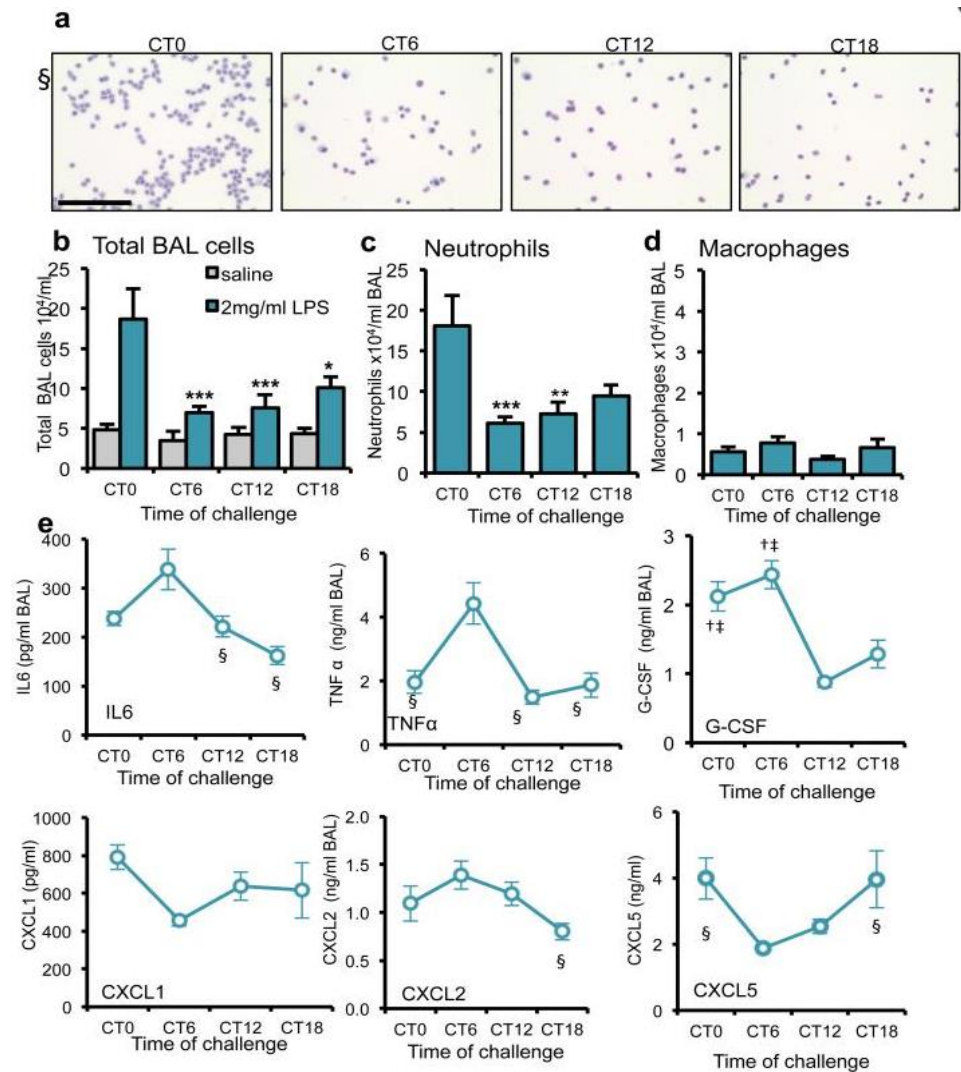 a
CT0 CT6 CT12 CT18
§
b Total BAL cells
Total BAL cells 10⁴/ml
25
20
15
10
5
0
saline
2mg/ml LPS
*** *** *
CT0 CT6 CT12 CT18
Time of challenge
c Neutrophils
Neutrophils x10⁴/ml BAL
25
20
15
10
5
0
*** **
CT0 CT6 CT12 CT18
Time of challenge
d Macrophages
Macrophages x10⁴/ml BAL
5
4
3
2
1
0
CT0 CT6 CT12 CT18
Time of challenge
e
IL6 (pg/ml BAL)
400
300
200
100
0
§ §
IL6
CT0 CT6 CT12 CT18
Time of challenge
TNF α (ng/ml BAL)
6
4
2
0
§ § §
TNFα
CT0 CT6 CT12 CT18
Time of challenge
G-CSF (ng/ml BAL)
3
2
1
0
†‡
†‡
G-CSF
CT0 CT6 CT12 CT18
Time of challenge
CXCL1 (pg/ml)
1000
800
600
400
200
0
CXCL1
CT0 CT6 CT12 CT18
Time of challenge
CXCL2 (ng/ml BAL)
2.0
1.5
1.0
0.5
0.0
§
CXCL2
CT0 CT6 CT12 CT18
Time of challenge
CXCL5 (ng/ml)
6
4
2
0
§ §
CXCL5
CT0 CT6 CT12 CT18
Time of challenge